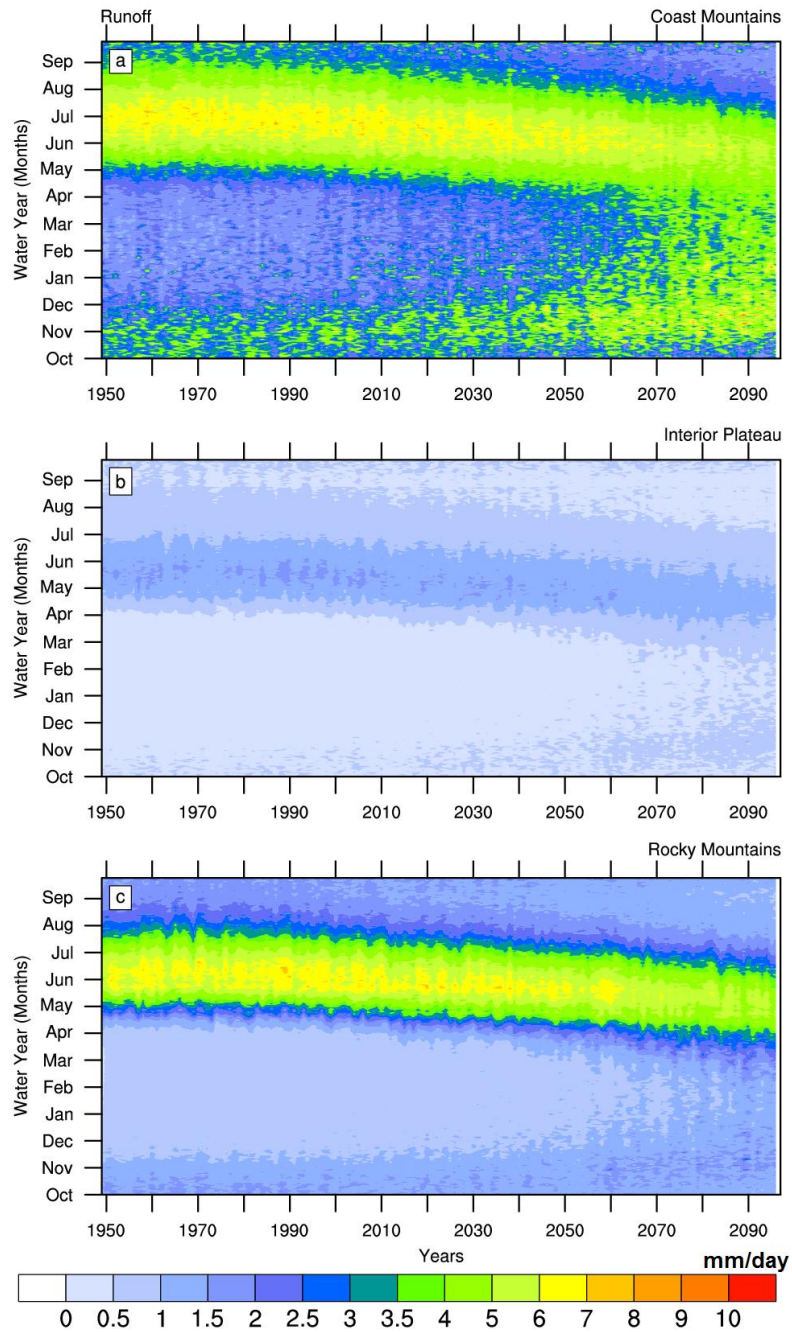 Runoff Coast Mountains
a
Water Year (Months)
Sep
Aug
Jul
Jun
May
Apr
Mar
Feb
Jan
Dec
Nov
Oct
1950 1970 1990 2010 2030 2050 2070 2090
Interior Plateau
b
Water Year (Months)
Sep
Aug
Jul
Jun
May
Apr
Mar
Feb
Jan
Dec
Nov
Oct
1950 1970 1990 2010 2030 2050 2070 2090
Rocky Mountains
c
Water Year (Months)
Sep
Aug
Jul
Jun
May
Apr
Mar
Feb
Jan
Dec
Nov
Oct
1950 1970 1990 2010 2030 2050 2070 2090
Years
mm/day
0 0.5 1 1.5 2 2.5 3 3.5 4 5 6 7 8 9 10